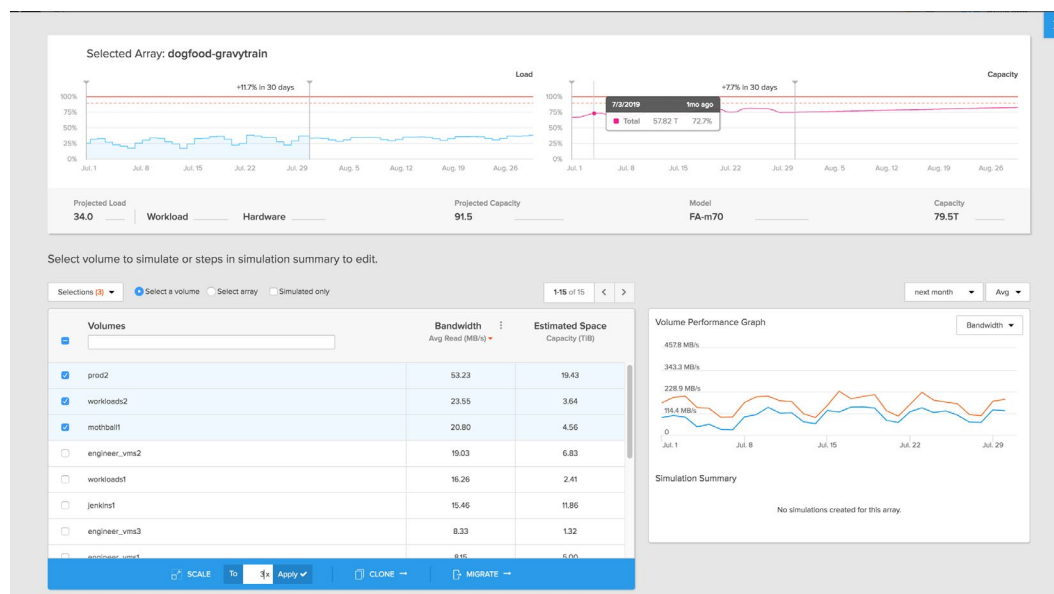 Selected Array: dogfood-gravytrain
Load
+11.7% in 30 days
100%
75%
50%
25%
0%
Jul. 1 Jul. 8 Jul. 15 Jul. 22 Jul. 29 Aug. 5 Aug. 12 Aug. 19 Aug. 26
Capacity
+7.7% in 30 days
100%
75%
50%
25%
0%
7/3/2019 1mo ago
Total 57.82 T 72.7%
Jul. 1 Jul. 8 Jul. 15 Jul. 22 Jul. 29 Aug. 5 Aug. 12 Aug. 19 Aug. 26
Projected Load Projected Capacity Model Capacity
34.0 Workload Hardware 91.5 FA-m70 79.5T
Select volume to simulate or steps in simulation summary to edit.
Selections (3) Select a volume Select array Simulated only 1-15 of 15 next month Avg
Volumes Bandwidth Estimated Space
Avg Read (MB/s) Capacity (TiB)
prod2 53.23 19.43
workloads2 23.55 3.64
mothball1 20.80 4.56
engineer_vms2 19.03 6.83
workloads1 16.26 2.41
jenkins1 15.46 11.86
engineer_vms3 8.33 1.32
engineer_vms1 8.15 5.00
SCALE To 3x Apply CLONE MIGRATE
Volume Performance Graph Bandwidth
457.8 MB/s
343.3 MB/s
228.9 MB/s
114.4 MB/s
0
Jul. 1 Jul. 8 Jul. 15 Jul. 22 Jul. 29
Simulation Summary
No simulations created for this array.